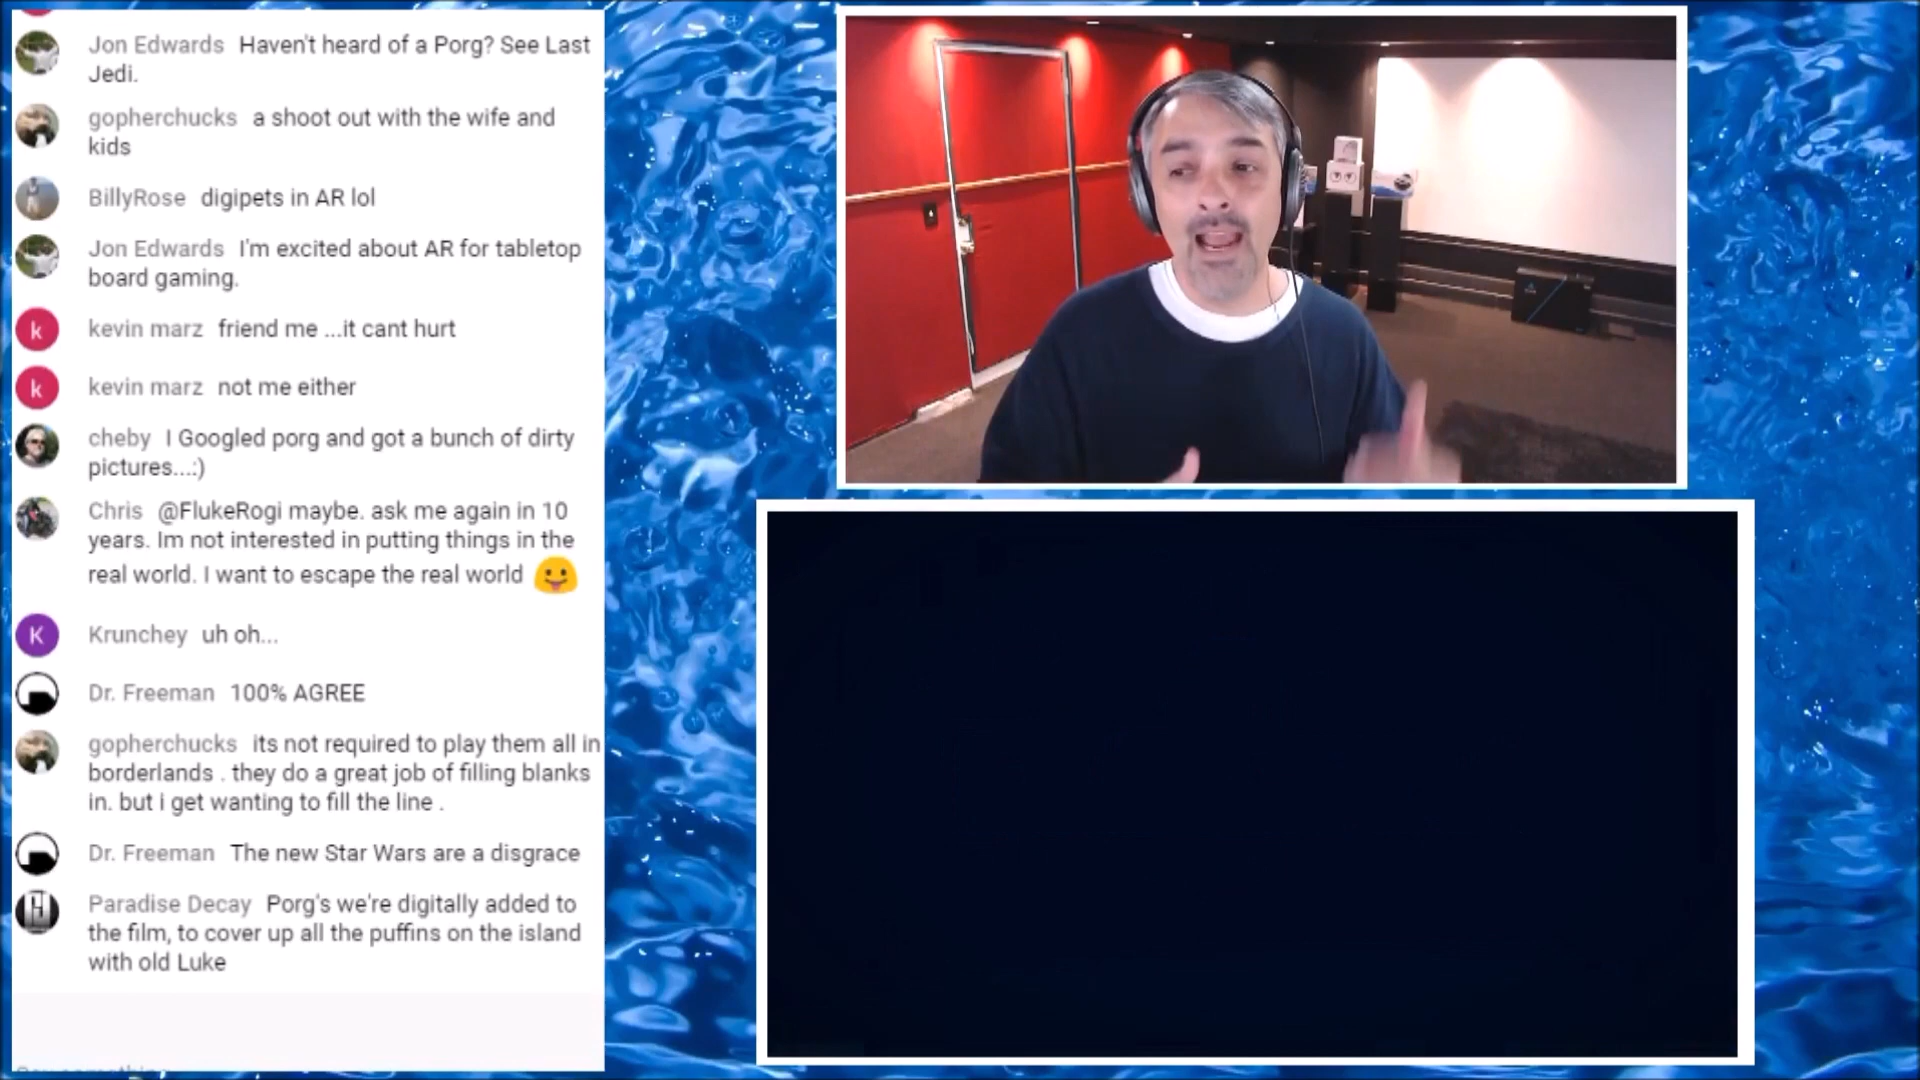 Jon Edwards Haven't heard of a Porg? See Last
Jedi.
gopherchucks a shoot out with the wife and
kids
BillyRose digipets in AR lol
Jon Edwards I'm excited about AR for tabletop
board gaming.
k kevin marz friend me ...it cant hurt
k kevin marz not me either
cheby I Googled porg and got a bunch of dirty
pictures...:)
Chris @FlukeRogi maybe. ask me again in 10
years. Im not interested in putting things in the
real world. I want to escape the real world 😛
K Krunchey uh oh...
Dr. Freeman 100% AGREE
gopherchucks its not required to play them all in
borderlands . they do a great job of filling blanks
in. but i get wanting to fill the line .
Dr. Freeman The new Star Wars are a disgrace
Paradise Decay Porg's we're digitally added to
the film, to cover up all the puffins on the island
with old Luke